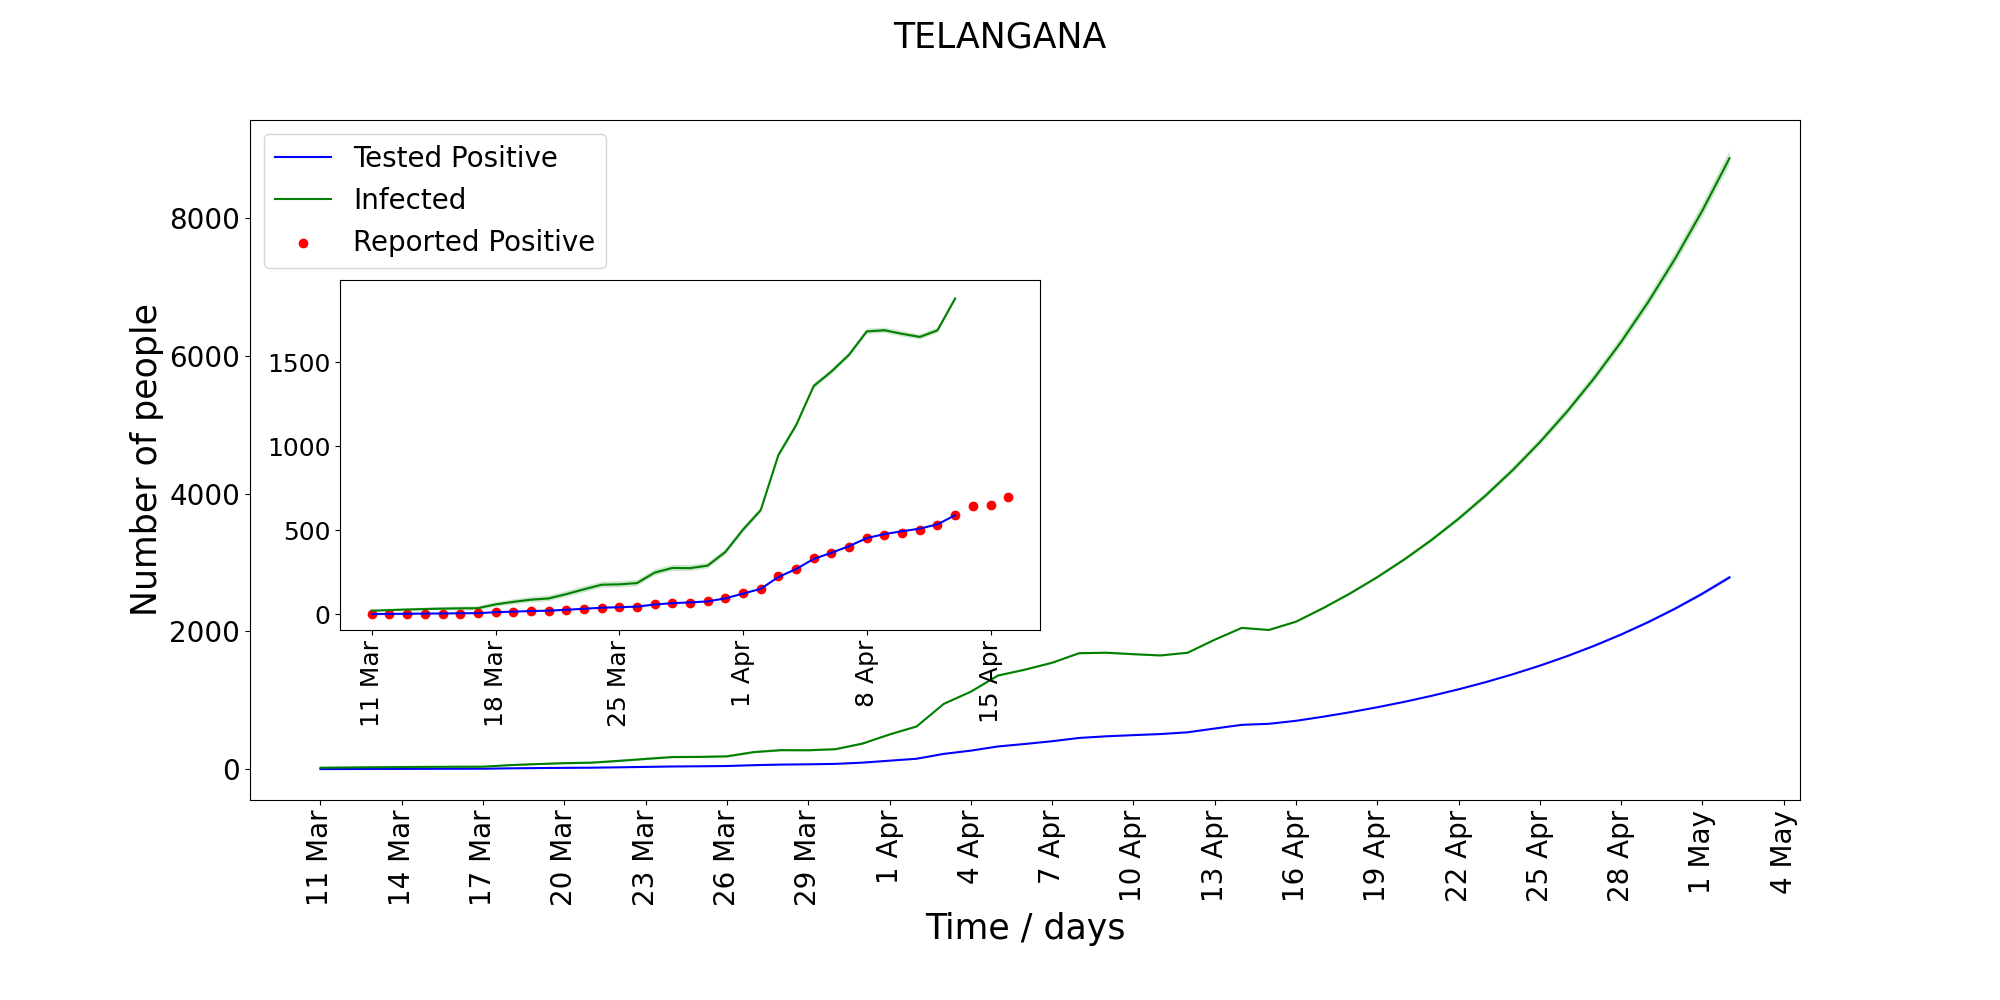 TELANGANA
Tested Positive
Infected
Reported Positive
Number of people
8000
6000
4000
2000
0
1500
1000
500
0
11 Mar
18 Mar
25 Mar
1 Apr
8 Apr
15 Apr
11 Mar
14 Mar
17 Mar
20 Mar
23 Mar
26 Mar
29 Mar
1 Apr
4 Apr
7 Apr
10 Apr
13 Apr
16 Apr
19 Apr
22 Apr
25 Apr
28 Apr
1 May
4 May
Time / days